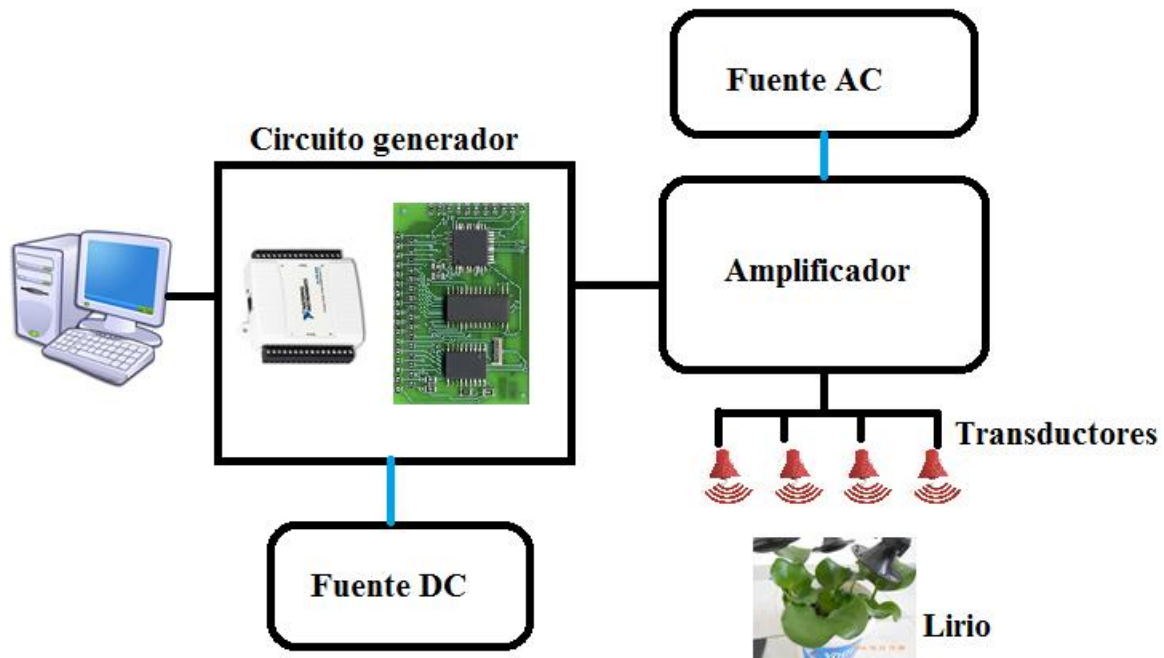 Fuente AC
Circuito generador
Amplificador
Transductores
Fuente DC
Lirio